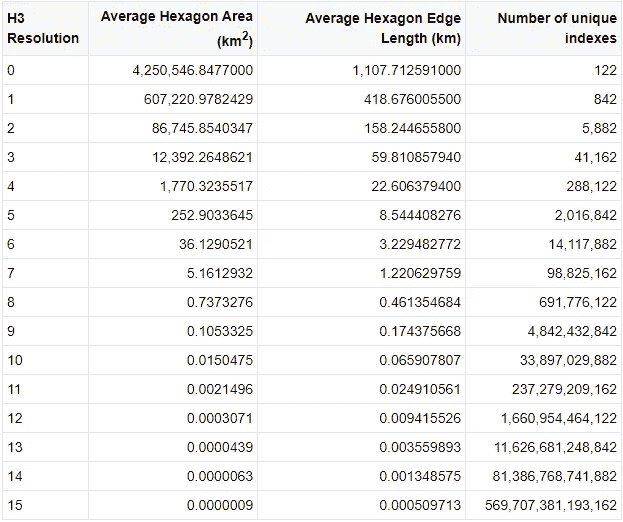 H3 Resolution Average Hexagon Area (km2) Average Hexagon Edge Length (km) Number of unique indexes
0 4,250,546.8477000 1,107.712591000 122
1 607,220.9782429 418.676005500 842
2 86,745.8540347 158.244655800 5,882
3 12,392.2648621 59.810857940 41,162
4 1,770.3235517 22.606379400 288,122
5 252.9033645 8.544408276 2,016,842
6 36.1290521 3.229482772 14,117,882
7 5.1612932 1.220629759 98,825,162
8 0.7373276 0.461354684 691,776,122
9 0.1053325 0.174375668 4,842,432,842
10 0.0150475 0.065907807 33,897,029,882
11 0.0021496 0.024910561 237,279,209,162
12 0.0003071 0.009415526 1,660,954,464,122
13 0.0000439 0.003559893 11,626,681,248,842
14 0.0000063 0.001348575 81,386,768,741,882
15 0.0000009 0.000509713 569,707,381,193,162